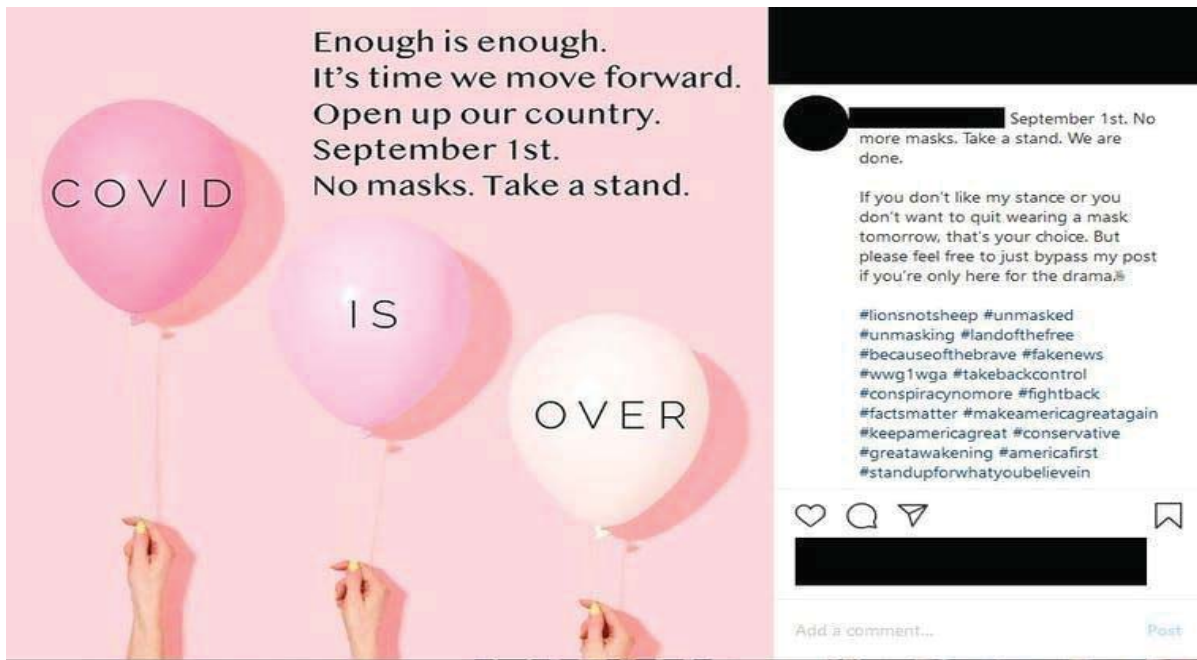 Enough is enough.
It's time we move forward.
Open up our country.
September 1st.
No masks. Take a stand.
COVID
IS
OVER
September 1st. No
more masks. Take a stand. We are
done.
If you don't like my stance or you
don't want to quit wearing a mask
tomorrow, that's your choice. But
please feel free to just bypass my post
if you're only here for the drama.
#lionsnotsheep #unmasked
#unmasking #landofthefree
#becauseofthebrave #fakenews
#wwg1wga #takebackcontrol
#conspiracynomore #fightback
#factsmatter #makeamericagreatagain
#keepamericagreat #conservative
#greatawakening #americafirst
#standupforwhatyoubelievein
Add a comment...
Post